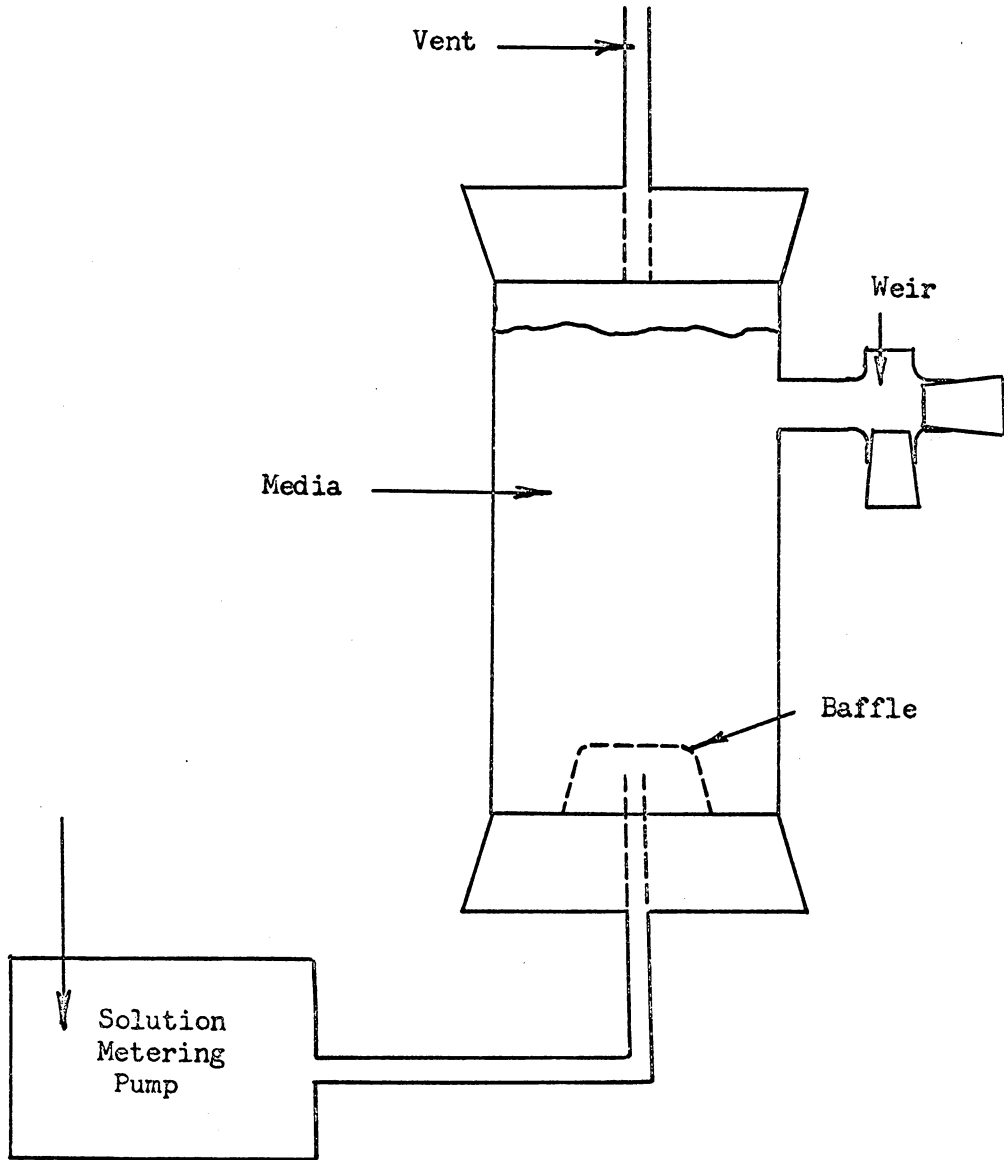 Vent
Weir
Media
Baffle
Solution
Metering
Pump